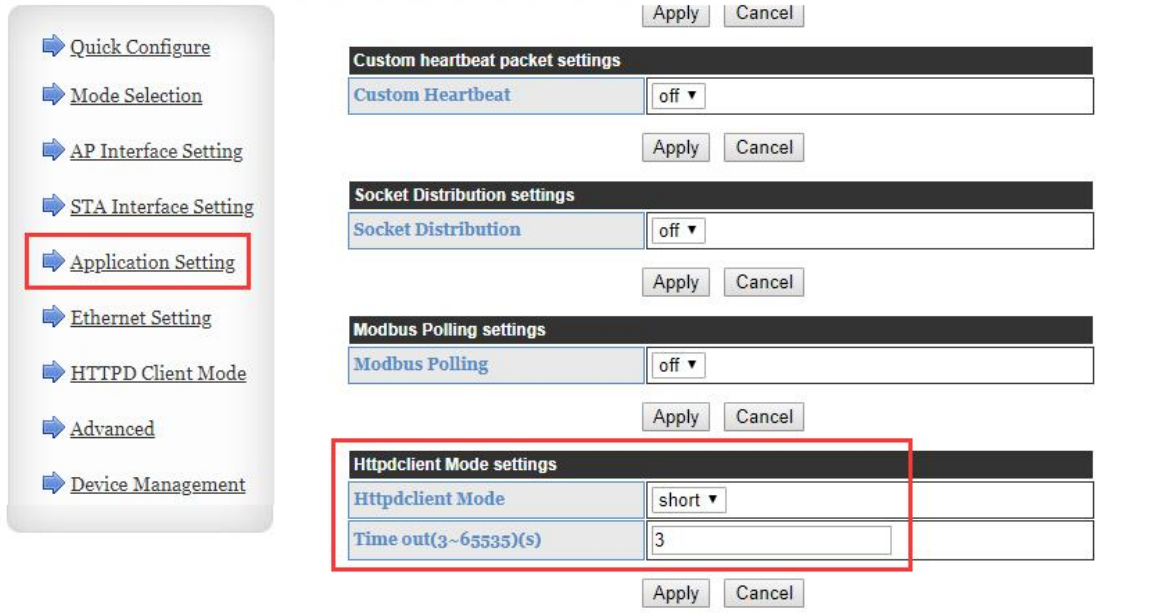 Quick Configure
Mode Selection
AP Interface Setting
STA Interface Setting
Application Setting
Ethernet Setting
HTTPD Client Mode
Advanced
Device Management
Apply Cancel
Custom heartbeat packet settings
Custom Heartbeat off
Apply Cancel
Socket Distribution settings
Socket Distribution off
Apply Cancel
Modbus Polling settings
Modbus Polling off
Apply Cancel
Httpdclient Mode settings
Httpdclient Mode short
Time out(3~65535)(s) 3
Apply Cancel